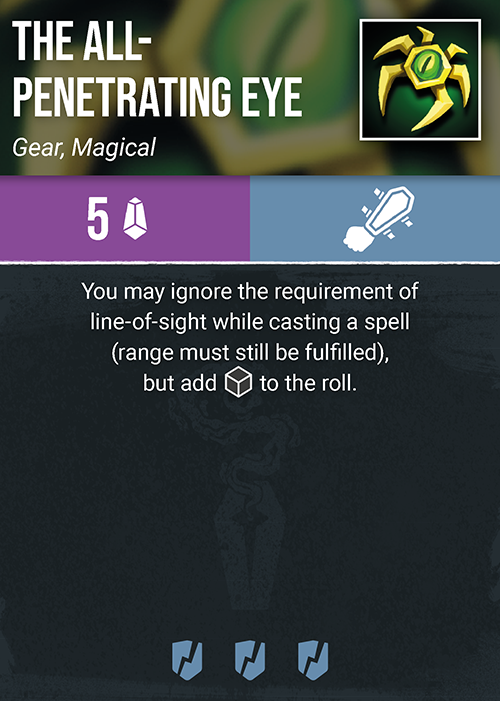 THE ALL-
PENETRATING EYE
Gear, Magical
5
You may ignore the requirement of
line-of-sight while casting a spell
(range must still be fulfilled),
but add to the roll.